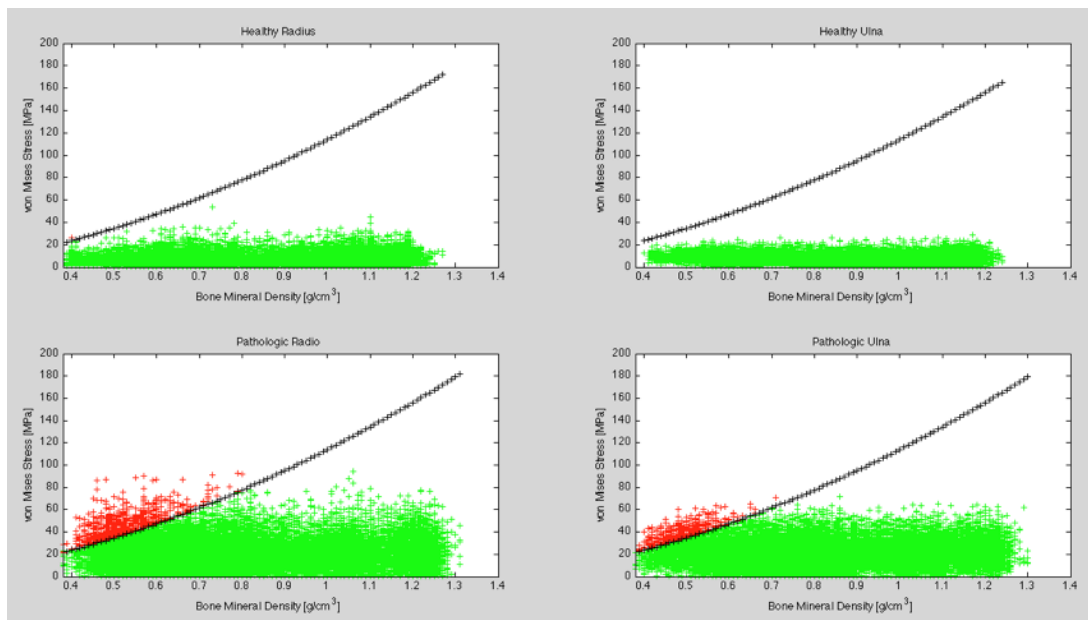 Healthy Radius
von Mises Stress [MPa]
200
180
160
140
120
100
80
60
40
20
0
0.4 0.5 0.6 0.7 0.8 0.9 1 1.1 1.2 1.3 1.4
Bone Mineral Density [g/cm³]
Healthy Ulna
von Mises Stress [MPa]
200
180
160
140
120
100
80
60
40
20
0
0.4 0.5 0.6 0.7 0.8 0.9 1 1.1 1.2 1.3 1.4
Bone Mineral Density [g/cm³]
Pathologic Radio
von Mises Stress [MPa]
200
180
160
140
120
100
80
60
40
20
0
0.4 0.5 0.6 0.7 0.8 0.9 1 1.1 1.2 1.3 1.4
Bone Mineral Density [g/cm³]
Pathologic Ulna
von Mises Stress [MPa]
200
180
160
140
120
100
80
60
40
20
0
0.4 0.5 0.6 0.7 0.8 0.9 1 1.1 1.2 1.3 1.4
Bone Mineral Density [g/cm³]